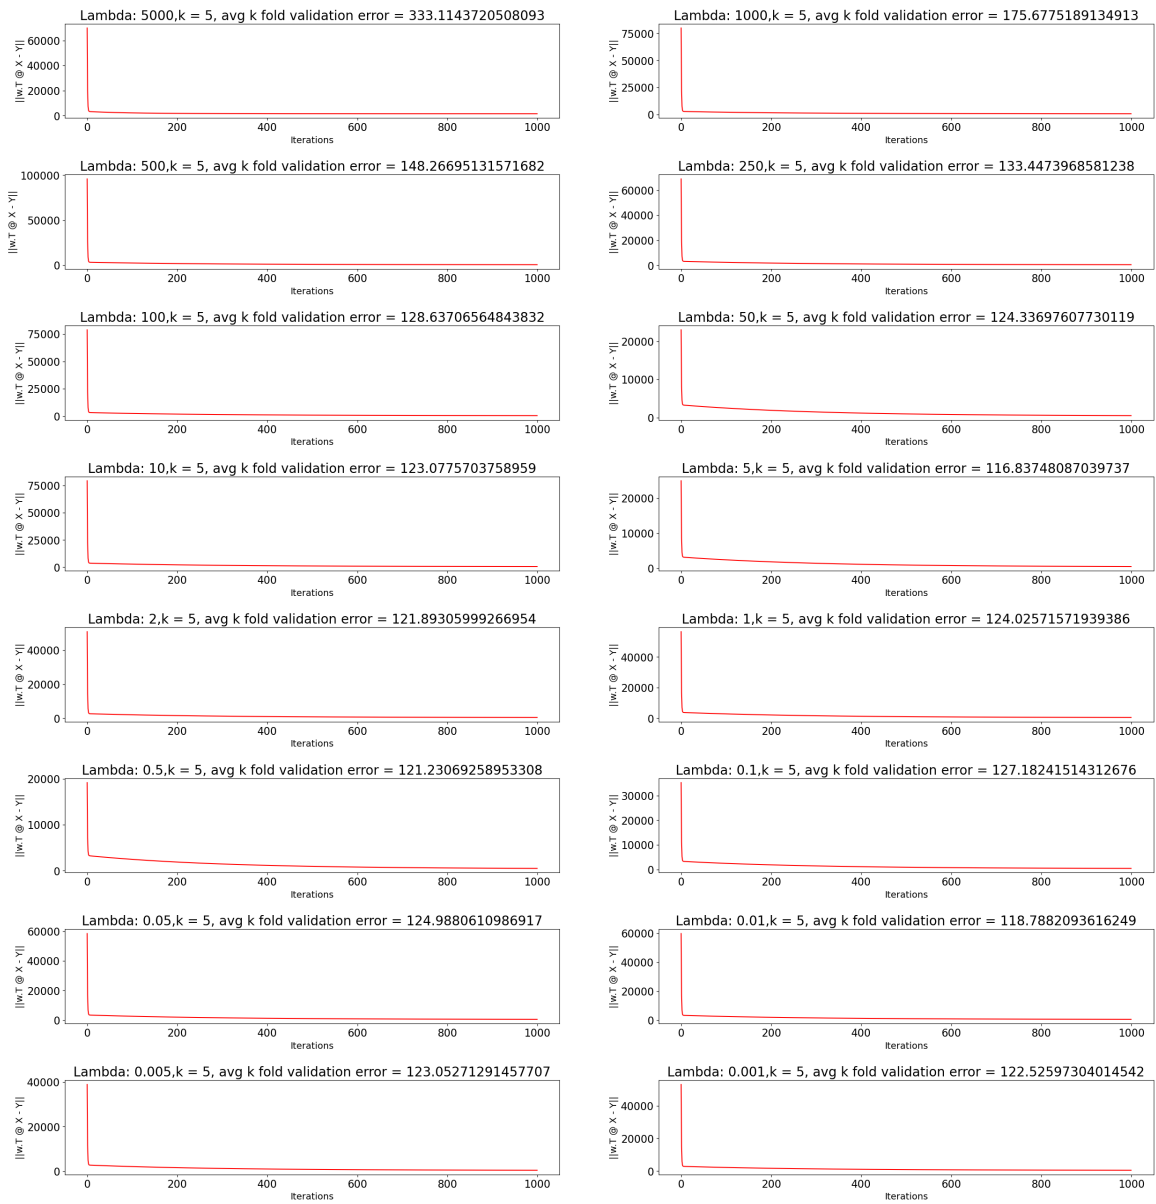 Lambda: 5000,k = 5, avg k fold validation error = 333.1143720508093
||w.T @ X - Y||
60000
40000
20000
0
0 200 400 600 800 1000
Iterations
Lambda: 1000,k = 5, avg k fold validation error = 175.6775189134913
||w.T @ X - Y||
75000
50000
25000
0
0 200 400 600 800 1000
Iterations
Lambda: 500,k = 5, avg k fold validation error = 148.26695131571682
||w.T @ X - Y||
100000
50000
0
0 200 400 600 800 1000
Iterations
Lambda: 250,k = 5, avg k fold validation error = 133.4473968581238
||w.T @ X - Y||
60000
40000
20000
0
0 200 400 600 800 1000
Iterations
Lambda: 100,k = 5, avg k fold validation error = 128.63706564843832
||w.T @ X - Y||
75000
50000
25000
0
0 200 400 600 800 1000
Iterations
Lambda: 50,k = 5, avg k fold validation error = 124.33697607730119
||w.T @ X - Y||
20000
10000
0
0 200 400 600 800 1000
Iterations
Lambda: 10,k = 5, avg k fold validation error = 123.0775703758959
||w.T @ X - Y||
75000
50000
25000
0
0 200 400 600 800 1000
Iterations
Lambda: 5,k = 5, avg k fold validation error = 116.83748087039737
||w.T @ X - Y||
20000
10000
0
0 200 400 600 800 1000
Iterations
Lambda: 2,k = 5, avg k fold validation error = 121.89305999266954
||w.T @ X - Y||
40000
20000
0
0 200 400 600 800 1000
Iterations
Lambda: 1,k = 5, avg k fold validation error = 124.02571571939386
||w.T @ X - Y||
40000
20000
0
0 200 400 600 800 1000
Iterations
Lambda: 0.5,k = 5, avg k fold validation error = 121.23069258953308
||w.T @ X - Y||
20000
10000
0
0 200 400 600 800 1000
Iterations
Lambda: 0.1,k = 5, avg k fold validation error = 127.18241514312676
||w.T @ X - Y||
30000
20000
10000
0
0 200 400 600 800 1000
Iterations
Lambda: 0.05,k = 5, avg k fold validation error = 124.9880610986917
||w.T @ X - Y||
60000
40000
20000
0
0 200 400 600 800 1000
Iterations
Lambda: 0.01,k = 5, avg k fold validation error = 118.7882093616249
||w.T @ X - Y||
60000
40000
20000
0
0 200 400 600 800 1000
Iterations
Lambda: 0.005,k = 5, avg k fold validation error = 123.05271291457707
||w.T @ X - Y||
40000
20000
0
0 200 400 600 800 1000
Iterations
Lambda: 0.001,k = 5, avg k fold validation error = 122.52597304014542
||w.T @ X - Y||
40000
20000
0
0 200 400 600 800 1000
Iterations